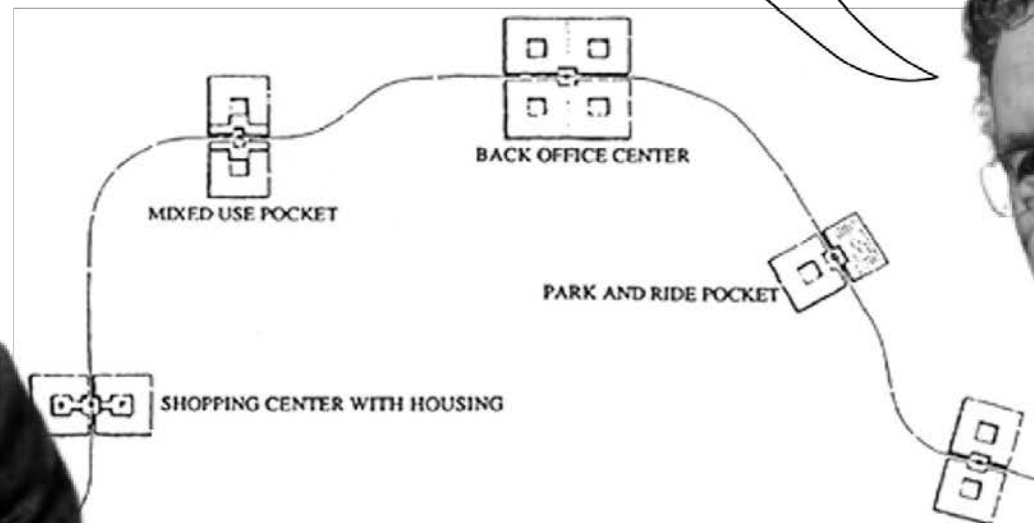 BACK OFFICE CENTER
MIXED USE POCKET
PARK AND RIDE POCKET
SHOPPING CENTER WITH HOUSING